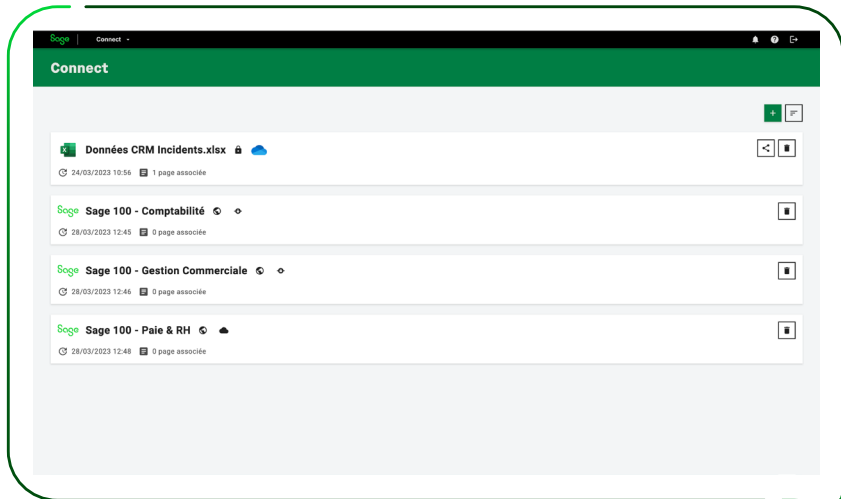 Sage Connect
Connect
Données CRM Incidents.xlsx
24/03/2023 10:56 1 page associée
Sage Sage 100 - Comptabilité
28/03/2023 12:45 0 page associée
Sage Sage 100 - Gestion Commerciale
28/03/2023 12:46 0 page associée
Sage Sage 100 - Paie & RH
28/03/2023 12:48 0 page associée